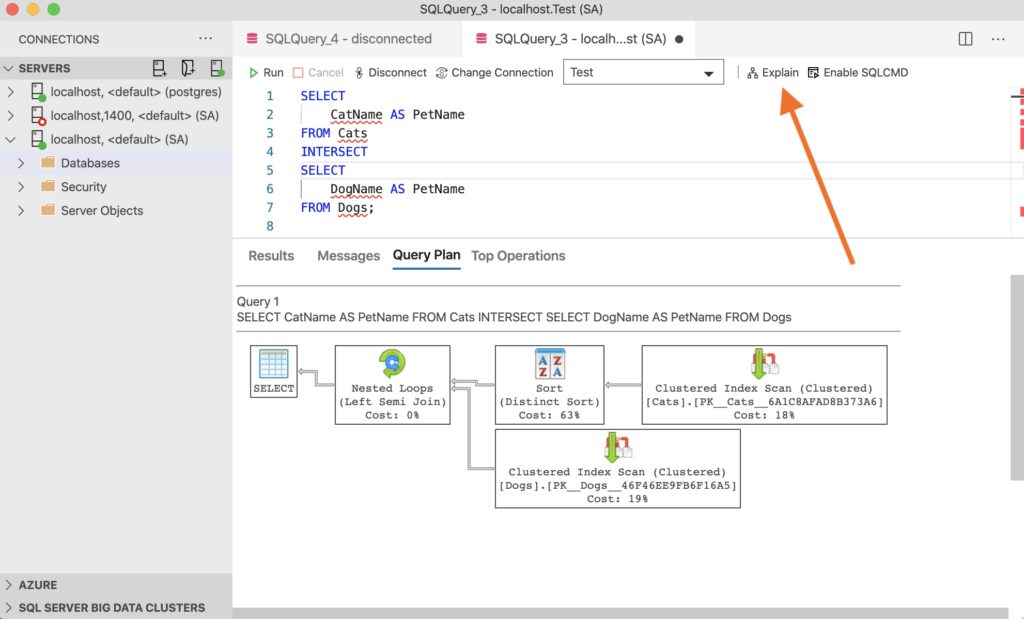 SQLQuery_3 - localhost.Test (SA)
CONNECTIONS ...
SQLQuery_4 - disconnected
SQLQuery_3 - localh...st (SA) ●
...
SERVERS
localhost, <default> (postgres)
localhost,1400, <default> (SA)
localhost, <default> (SA)
Databases
Security
Server Objects
AZURE
SQL SERVER BIG DATA CLUSTERS
Run Cancel Disconnect Change Connection Test Explain Enable SQLCMD
1 SELECT
2 CatName AS PetName
3 FROM Cats
4 INTERSECT
5 SELECT
6 DogName AS PetName
7 FROM Dogs;
8
Results Messages Query Plan Top Operations
Query 1
SELECT CatName AS PetName FROM Cats INTERSECT SELECT DogName AS PetName FROM Dogs
SELECT
Nested Loops
(Left Semi Join)
Cost: 0%
A Z
Z A
Sort
(Distinct Sort)
Cost: 63%
Clustered Index Scan (Clustered)
[Cats].[PK__Cats__6A1C8AFAD8B373A6]
Cost: 18%
Clustered Index Scan (Clustered)
[Dogs].[PK__Dogs__46F46EE9FB6F16A5]
Cost: 19%